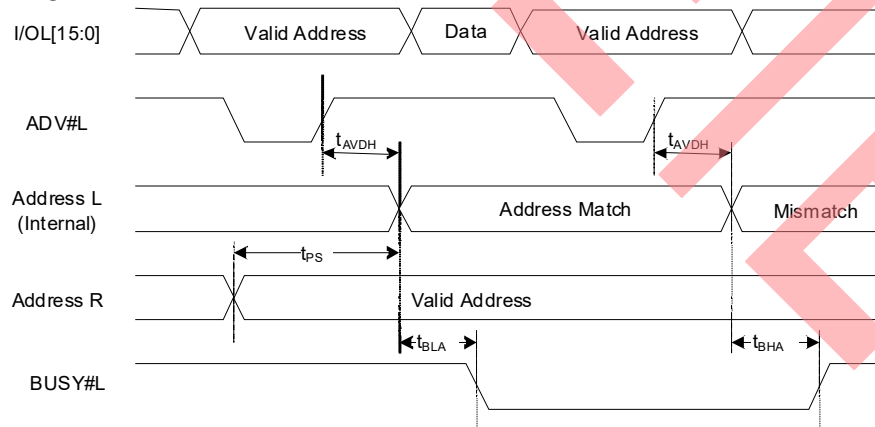 I/OL[15:0]
Valid Address
Data
Valid Address
ADV#L
tAVDH
tAVDH
Address L
(Internal)
Address Match
Mismatch
tPS
Address R
Valid Address
tBLA
tBHA
BUSY#L